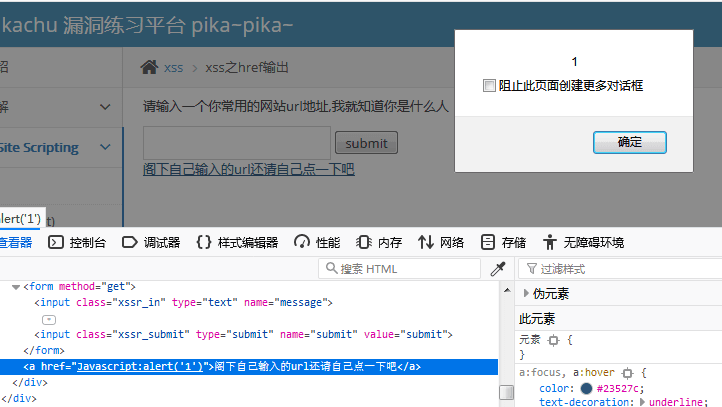 kachu 漏洞练习平台 pika~pika~
绍
xss > xss之href输出
解
请输入一个你常用的网站url地址,我就知道你是什么人
Site Scripting
submit
阁下自己输入的url还请自己点一下吧
1
阻止此页面创建更多对话框
确定
t)
lert('1')
查看器 控制台 调试器 {} 样式编辑器 性能 内存 网络 存储 无障碍环境
搜索 HTML
过滤样式
<form method="get">
<input class="xssr_in" type="text" name="message">
<input class="xssr_submit" type="submit" name="submit" value="submit">
</form>
<a href="Javascript:alert('1')">阁下自己输入的url还请自己点一下吧</a>
</div>
</div>
伪元素
此元素
元素 {
}
a:focus, a:hover {
color: #23527c;
text-decoration: underline;